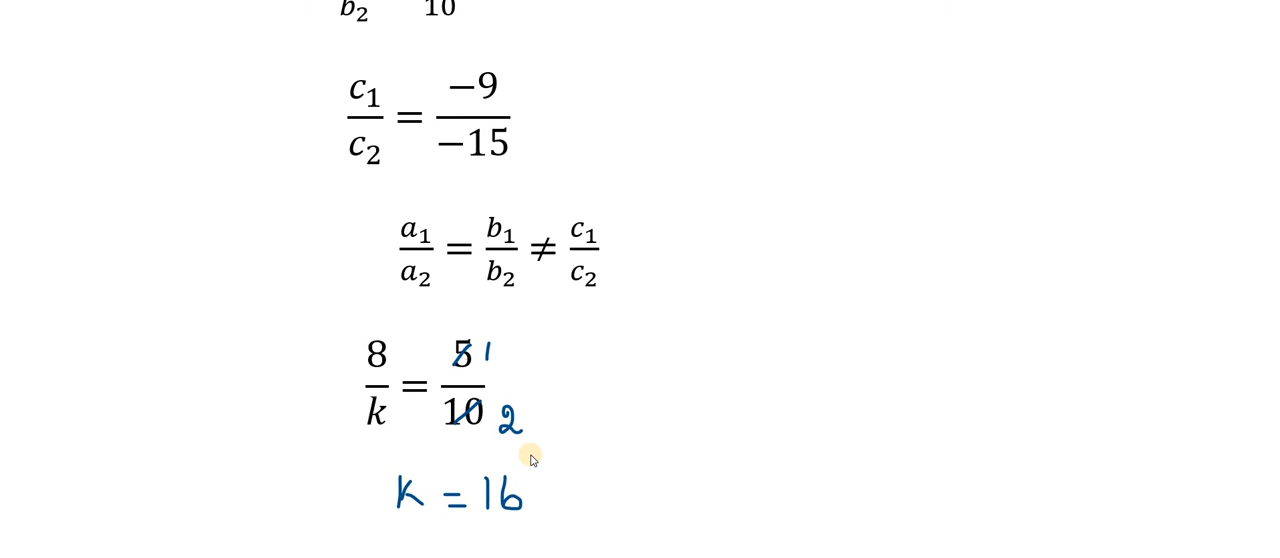 b₂ 10
c₁/c₂ = −9/−15
a₁/a₂ = b₁/b₂ ≠ c₁/c₂
8/k = 5/10 1 2
K = 16